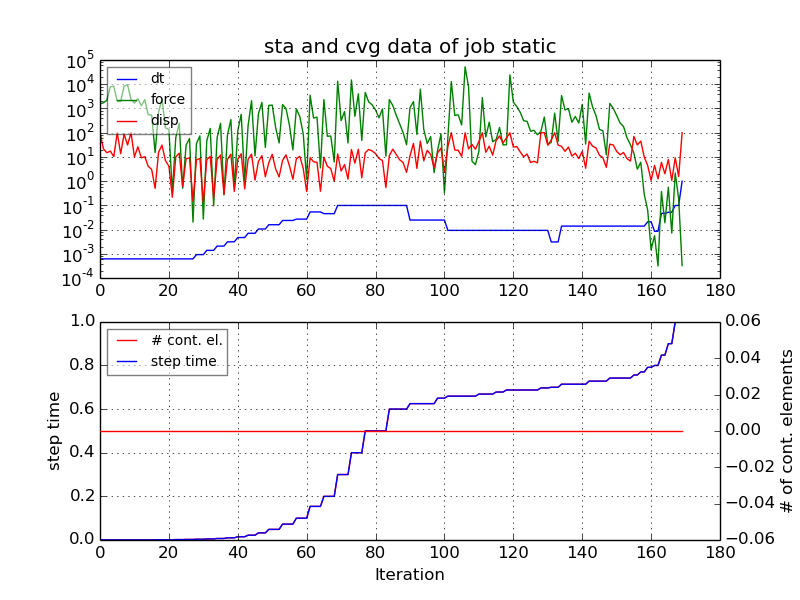 sta and cvg data of job static
10^5
10^4
10^3
10^2
10^1
10^0
10^-1
10^-2
10^-3
10^-4
dt
force
disp
0 20 40 60 80 100 120 140 160 180
1.0
0.8
0.6
0.4
0.2
0.0
step time
# cont. el.
step time
0.06
0.04
0.02
0.00
−0.02
−0.04
−0.06
# of cont. elements
0 20 40 60 80 100 120 140 160 180
Iteration